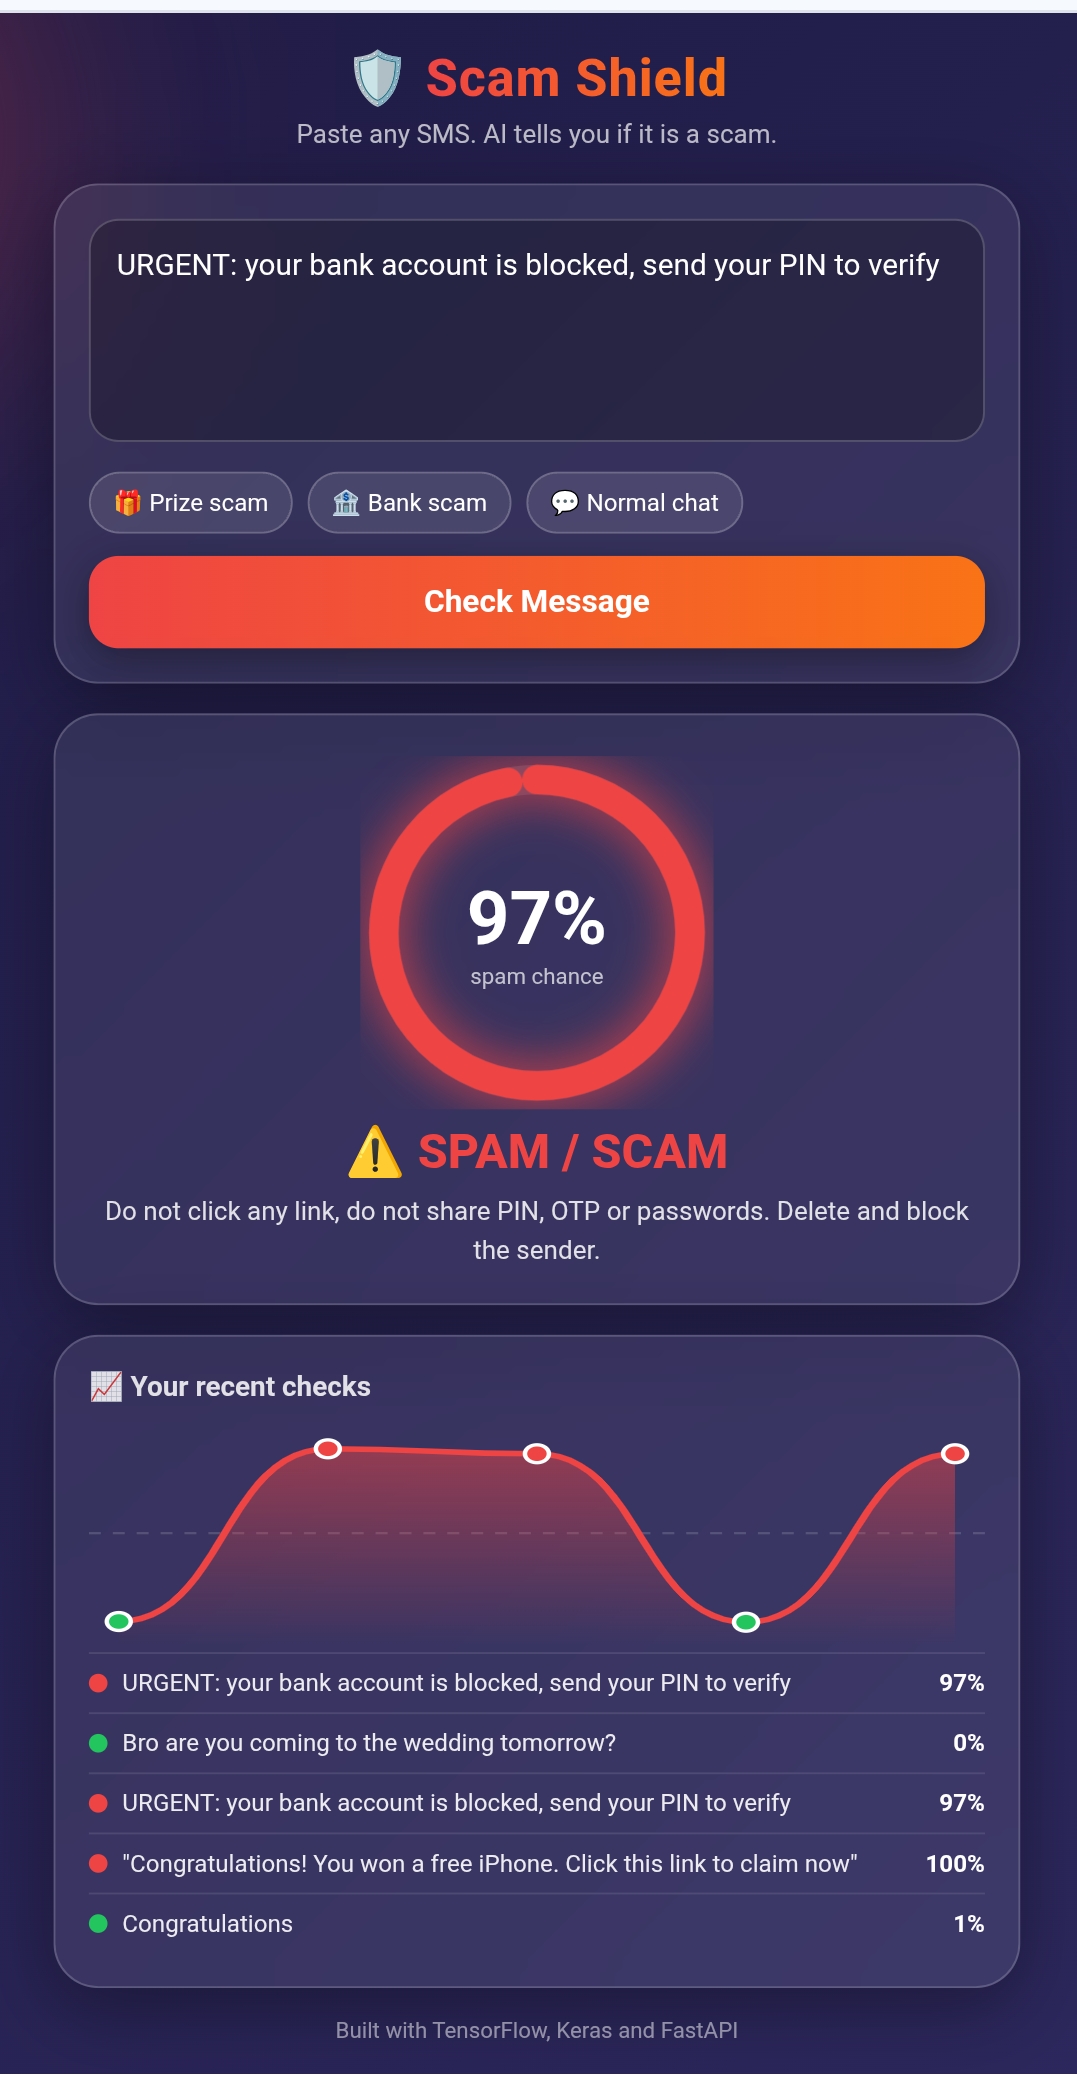 Scam Shield
Paste any SMS. AI tells you if it is a scam.
URGENT: your bank account is blocked, send your PIN to verify
🎁 Prize scam 🏦 Bank scam 💬 Normal chat
Check Message
97%
spam chance
⚠️ SPAM / SCAM
Do not click any link, do not share PIN, OTP or passwords. Delete and block
the sender.
📈 Your recent checks
URGENT: your bank account is blocked, send your PIN to verify 97%
Bro are you coming to the wedding tomorrow? 0%
URGENT: your bank account is blocked, send your PIN to verify 97%
"Congratulations! You won a free iPhone. Click this link to claim now" 100%
Congratulations 1%
Built with TensorFlow, Keras and FastAPI